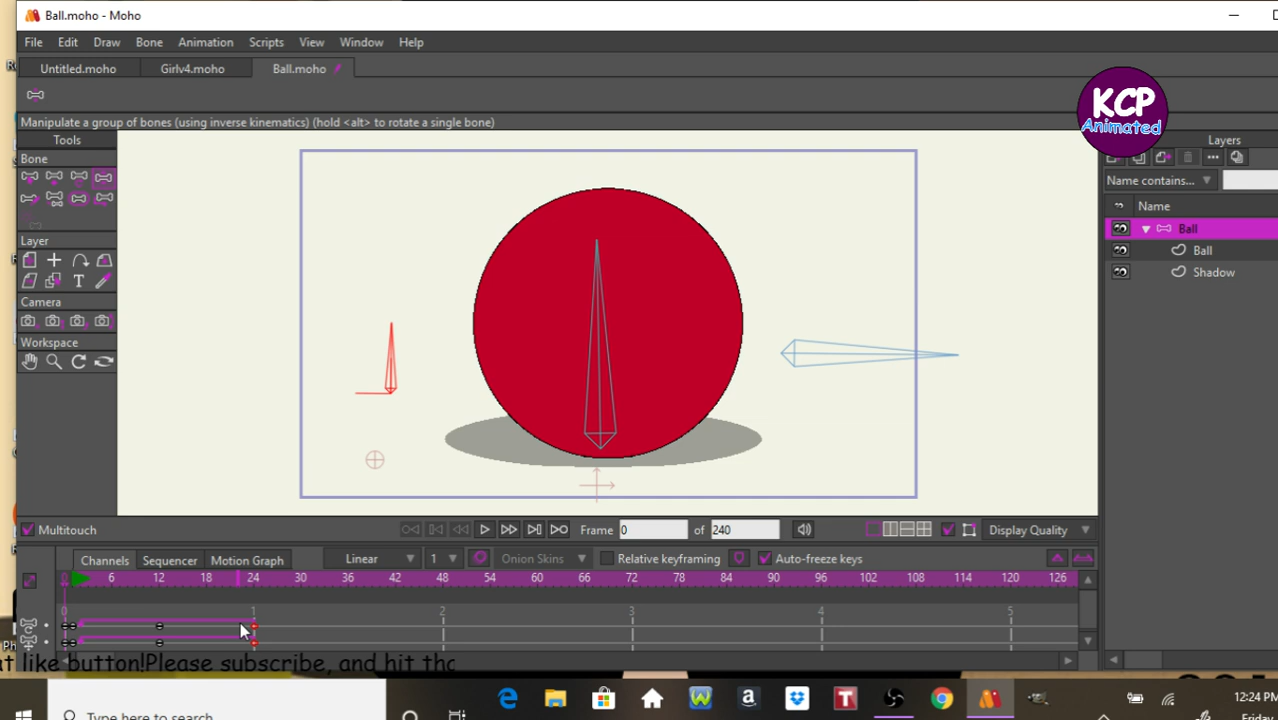 Ball.moho - Moho
File Edit Draw Bone Animation Scripts View Window Help
Untitled.moho Girlv4.moho Ball.moho
KCP
Animated
Manipulate a group of bones (using inverse kinematics) (hold <alt> to rotate a single bone)
Tools
Layers
Bone
Name contains...
Name
Ball
Layer
Ball
Shadow
Camera
Workspace
Multitouch Frame 0 of 240 Display Quality
Channels Sequencer Motion Graph Linear 1 Onion Skins Relative keyframing Auto-freeze keys
0 6 12 18 24 30 36 42 48 54 60 66 72 78 84 90 96 102 108 114 120 126
0 1 2 3 4 5
at like button!Please subscribe, and hit thc
Type here to search
12:24 PM
Friday